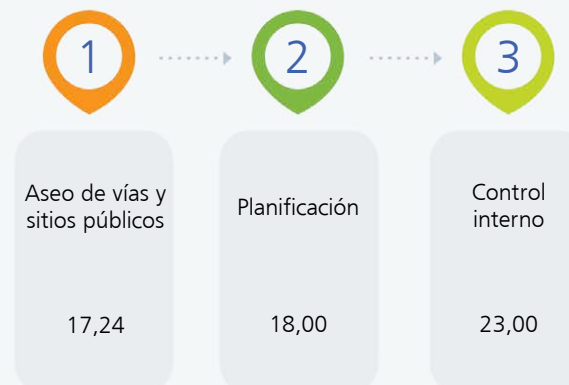 1
2
3
Aseo de vías y
sitios públicos
17,24
Planificación
18,00
Control
interno
23,00